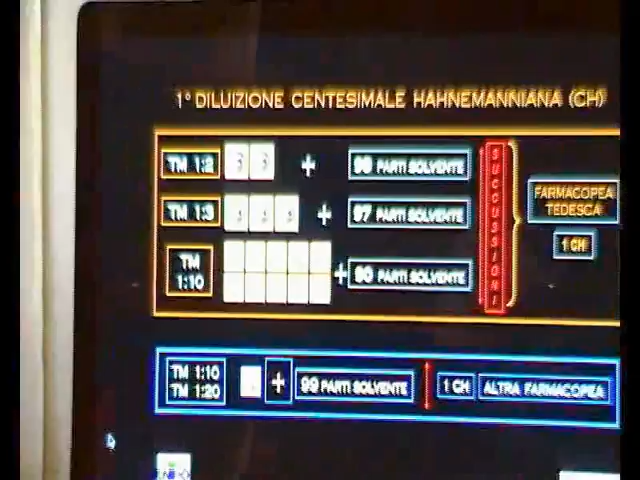 1° DILUIZIONE CENTESIMALE HAHNEMANNIANA (CH)
TM 1:2
+
98 PARTI SOLVENTE
TM 1:3
+
97 PARTI SOLVENTE
TM
1:10
+
90 PARTI SOLVENTE
SUCCUSSIONI
FARMACOPEA
TEDESCA
1 CH
TM 1:10
TM 1:20
+
99 PARTI SOLVENTE
1 CH
ALTRA FARMACOPEA